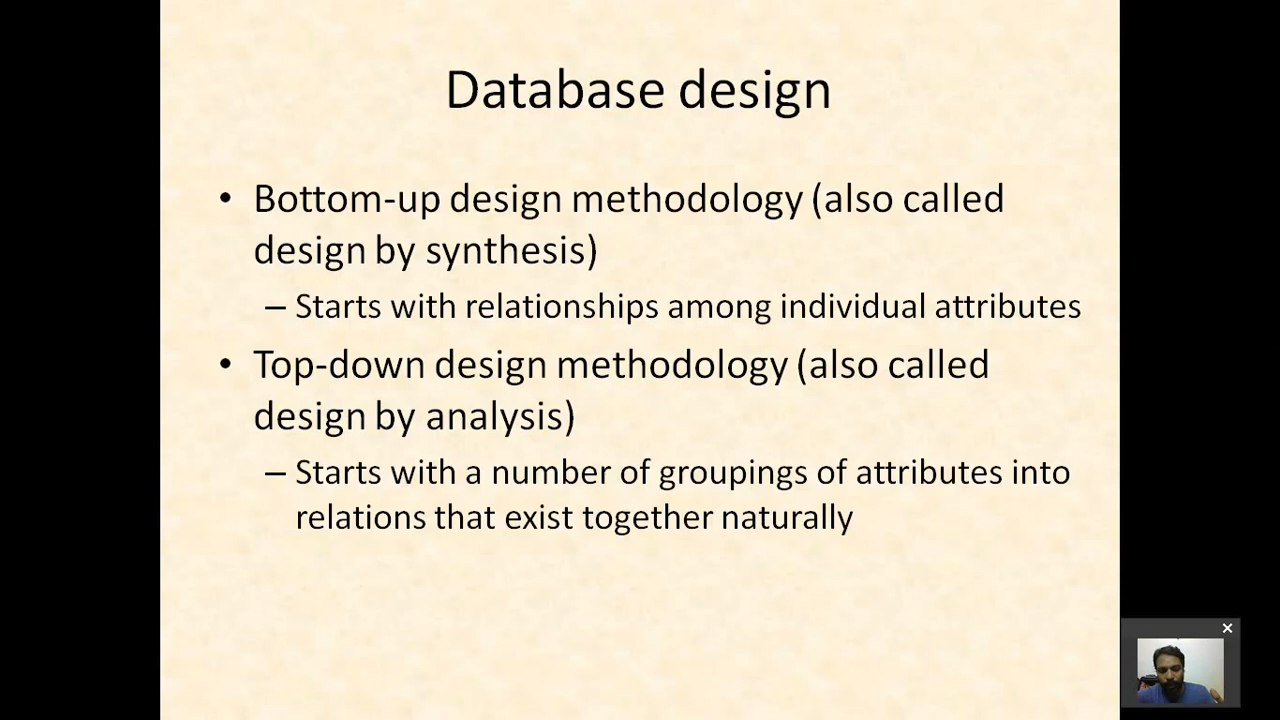 Database design
• Bottom-up design methodology (also called
design by synthesis)
– Starts with relationships among individual attributes
• Top-down design methodology (also called
design by analysis)
– Starts with a number of groupings of attributes into
relations that exist together naturally